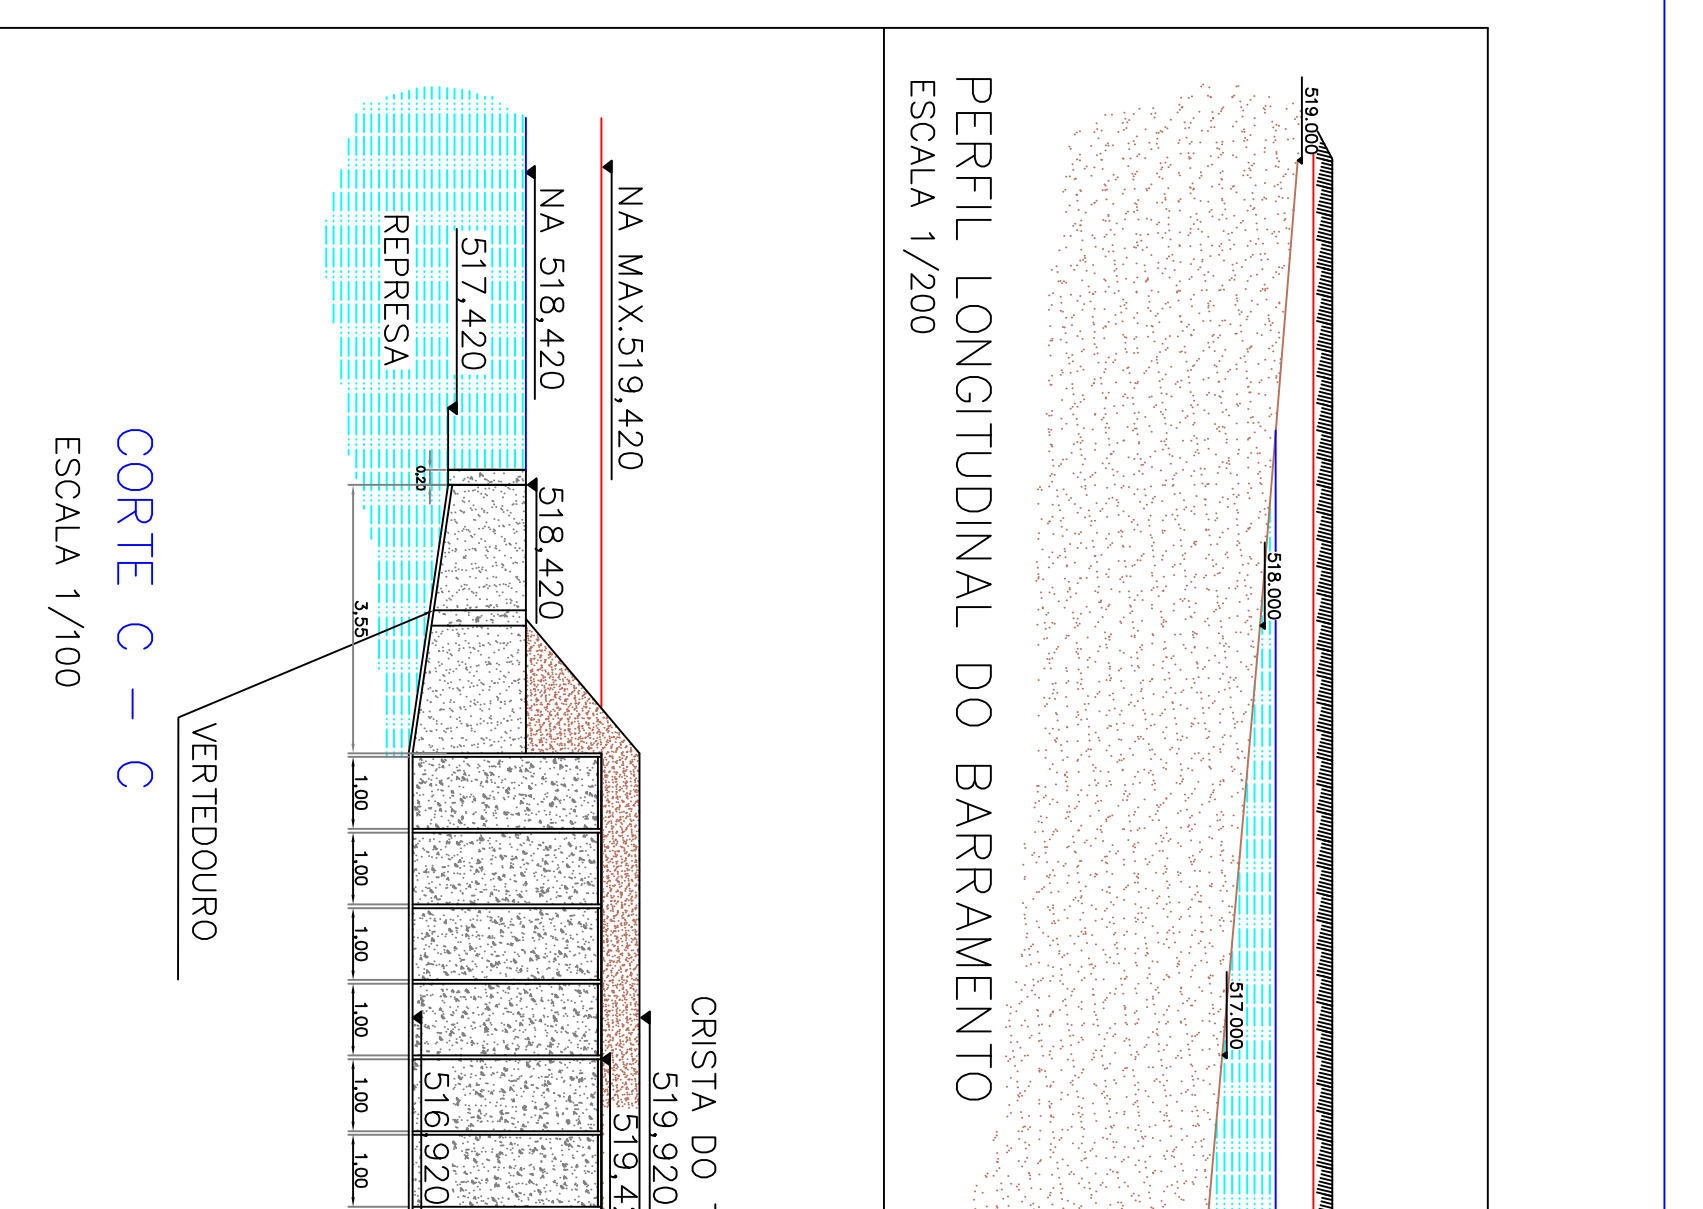 PERFIL LONGITUDINAL DO BARRAMENTO
ESCALA 1/200
519.000
518.000
517.000
NA MAX.519,420
NA 518,420
517,420
REPRESA
518,420
0,20
3,55
1,00
1,00
1,00
1,00
1,00
1,00
CRISTA DO
519,920
519,4
516,920
VERTEDOURO
CORTE C - C
ESCALA 1/100